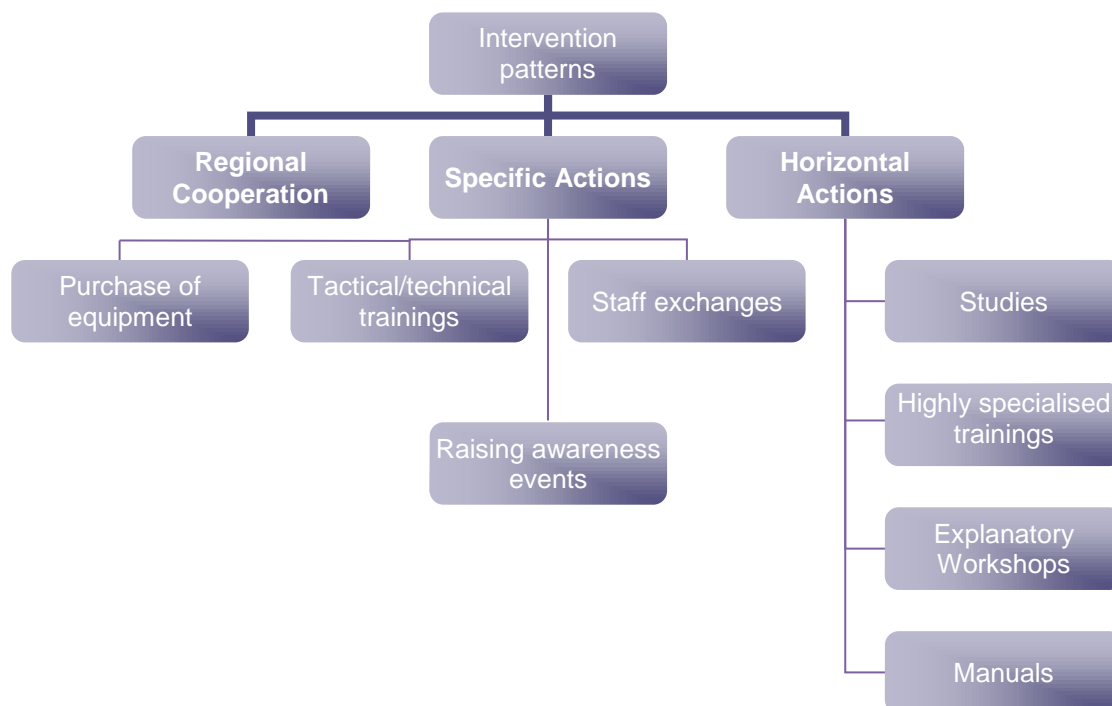 Intervention
patterns
Regional
Cooperation
Specific Actions
Horizontal
Actions
Purchase of
equipment
Tactical/technical
trainings
Staff exchanges
Studies
Highly specialised
trainings
Raising awareness
events
Explanatory
Workshops
Manuals